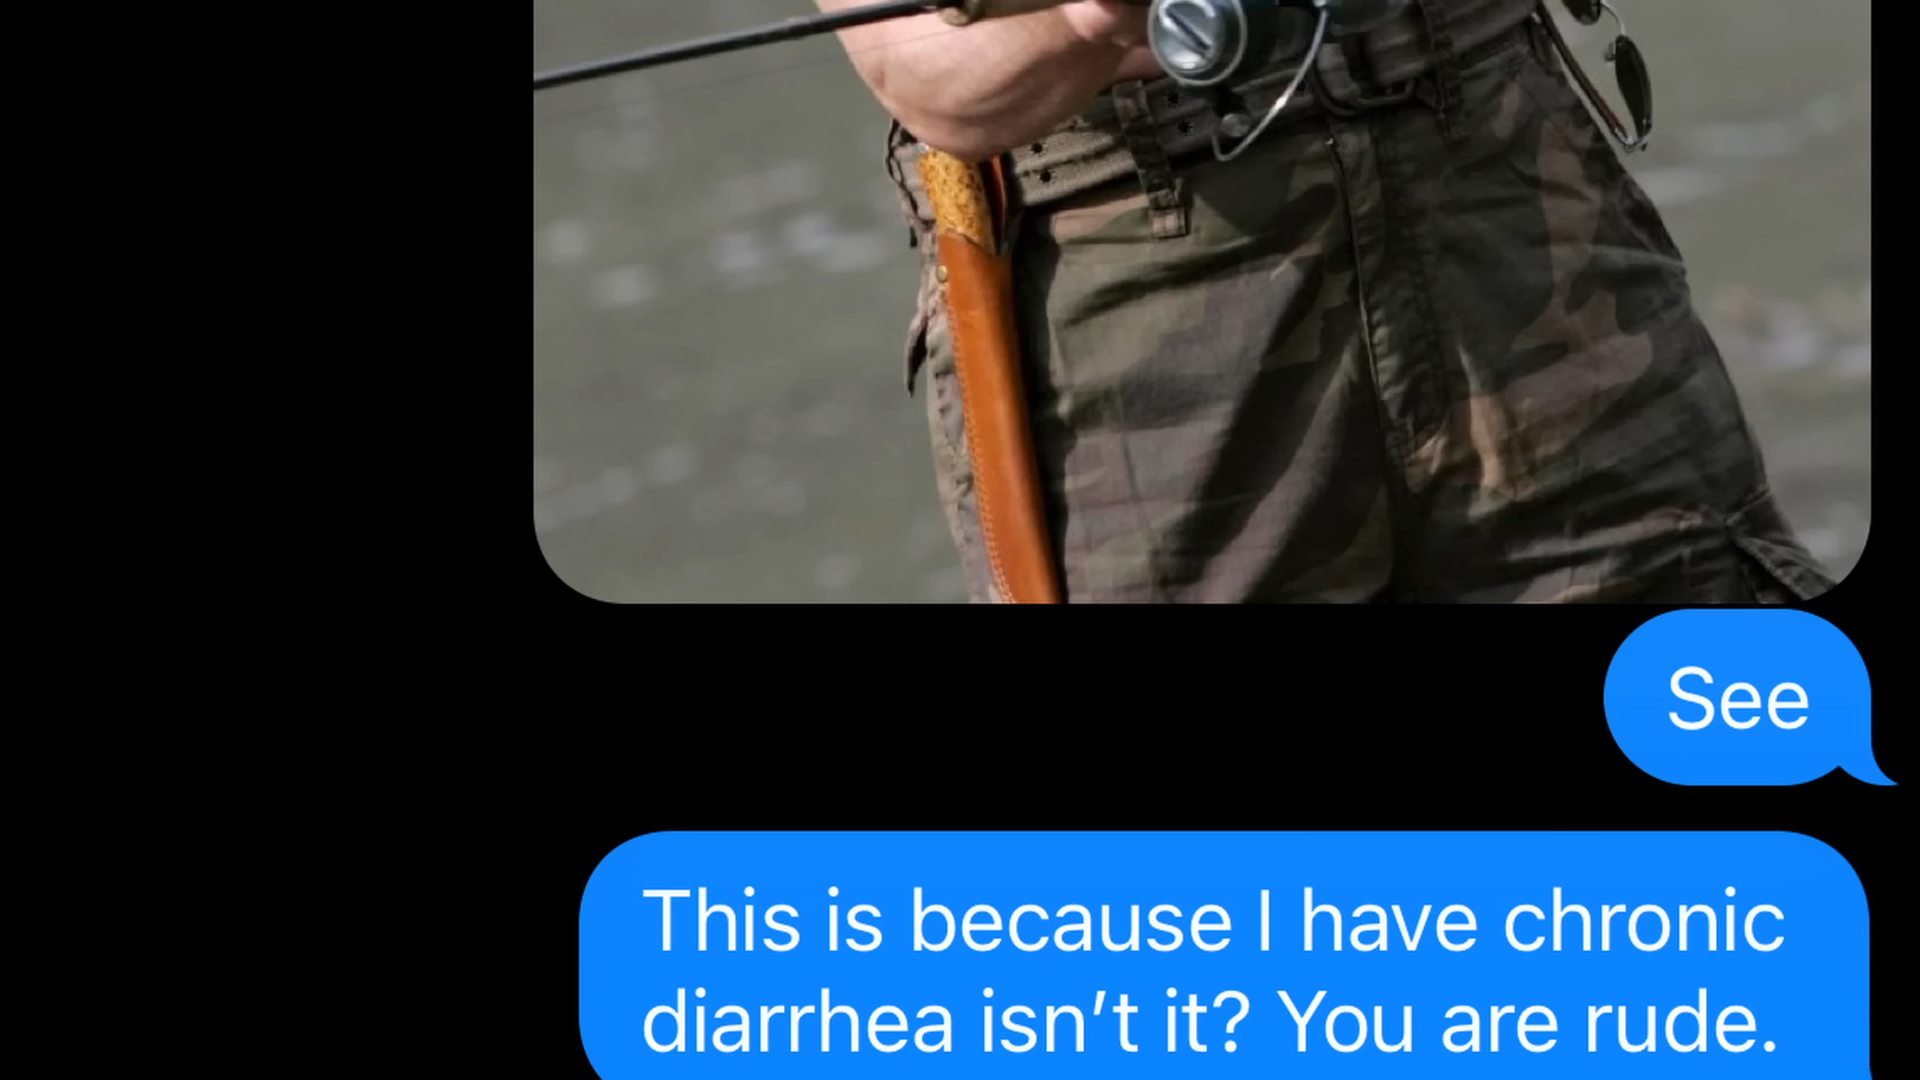 See
This is because I have chronic
diarrhea isn’t it? You are rude.